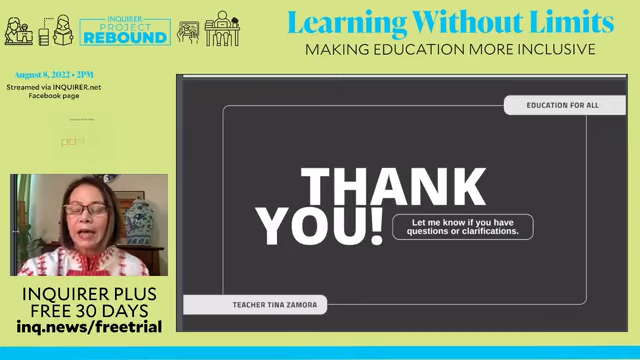 INQUIRER
PROJECT
REBOUND
Learning Without Limits
MAKING EDUCATION MORE INCLUSIVE
August 8, 2022 • 2PM
Streamed via INQUIRER.net
Facebook page
EDUCATION FOR ALL
THANK
YOU!
Let me know if you have
questions or clarifications.
TEACHER TINA ZAMORA
INQUIRER PLUS
FREE 30 DAYS
inq.news/freetrial